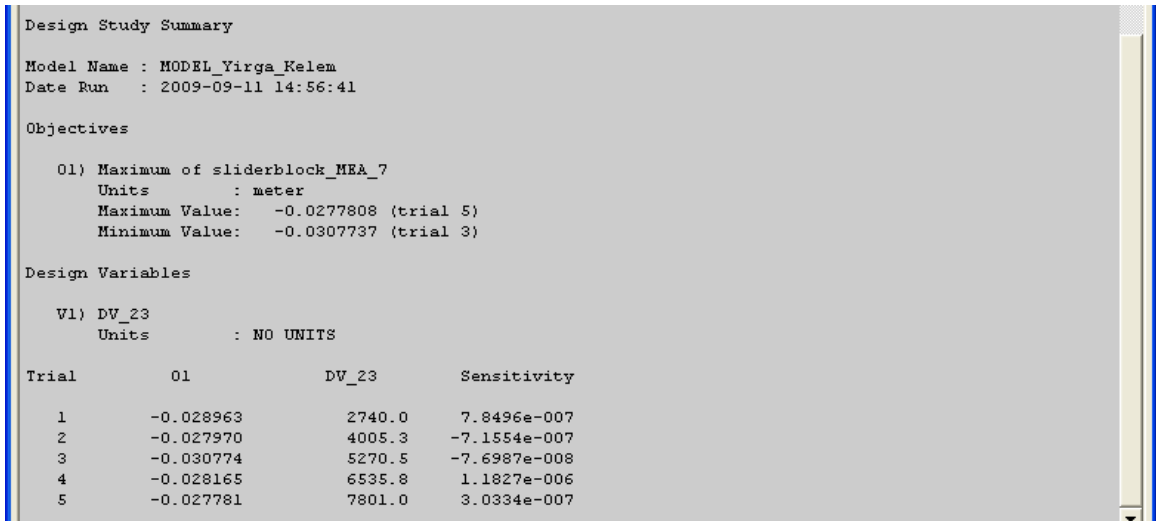 Design Study Summary
Model Name : MODEL_Yirga_Kelem
Date Run   : 2009-09-11 14:56:41
Objectives
O1) Maximum of sliderblock_MEA_7
Units        : meter
Maximum Value:   -0.0277808 (trial 5)
Minimum Value:   -0.0307737 (trial 3)
Design Variables
V1) DV_23
Units        : NO UNITS
Trial          O1               DV_23        Sensitivity
1         -0.028963          2740.0     7.8496e-007
2         -0.027970          4005.3    -7.1554e-007
3         -0.030774          5270.5    -7.6987e-008
4         -0.028165          6535.8     1.1827e-006
5         -0.027781          7801.0     3.0334e-007